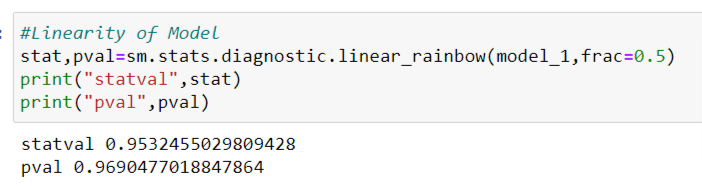 #Linearity of Model
stat,pval=sm.stats.diagnostic.linear_rainbow(model_1,frac=0.5)
print("statval",stat)
print("pval",pval)
statval 0.9532455029809428
pval 0.9690477018847864